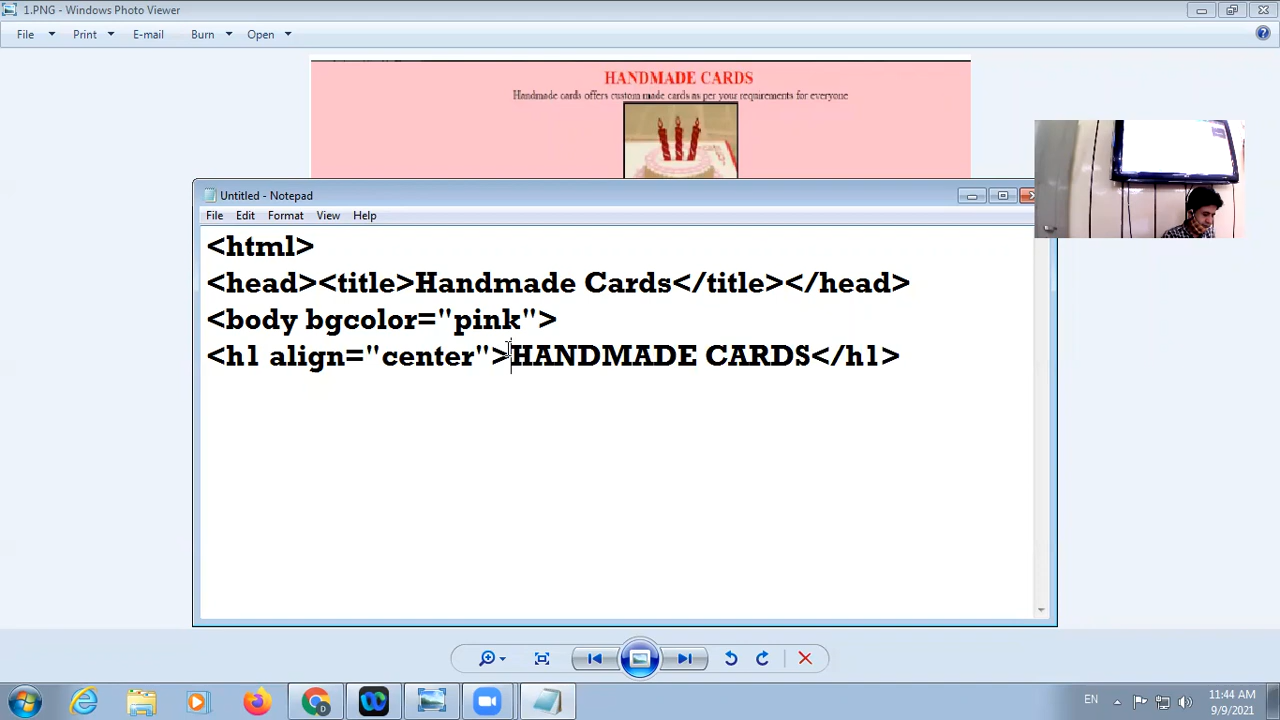 1.PNG - Windows Photo Viewer
File Print E-mail Burn Open
HANDMADE CARDS
Handmade cards offers custom made cards as per your requirements for everyone
Untitled - Notepad
File Edit Format View Help
<html>
<head><title>Handmade Cards</title></head>
<body bgcolor="pink">
<h1 align="center">HANDMADE CARDS</h1>
EN
11:44 AM
9/9/2021